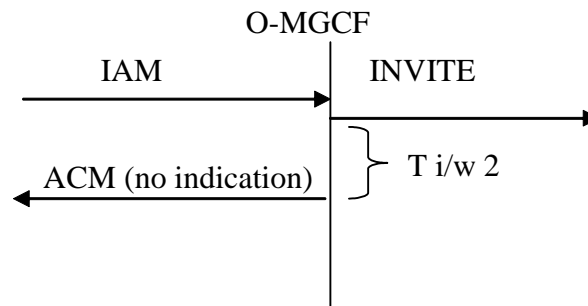 O-MGCF
IAM
INVITE
T i/w 2
ACM (no indication)